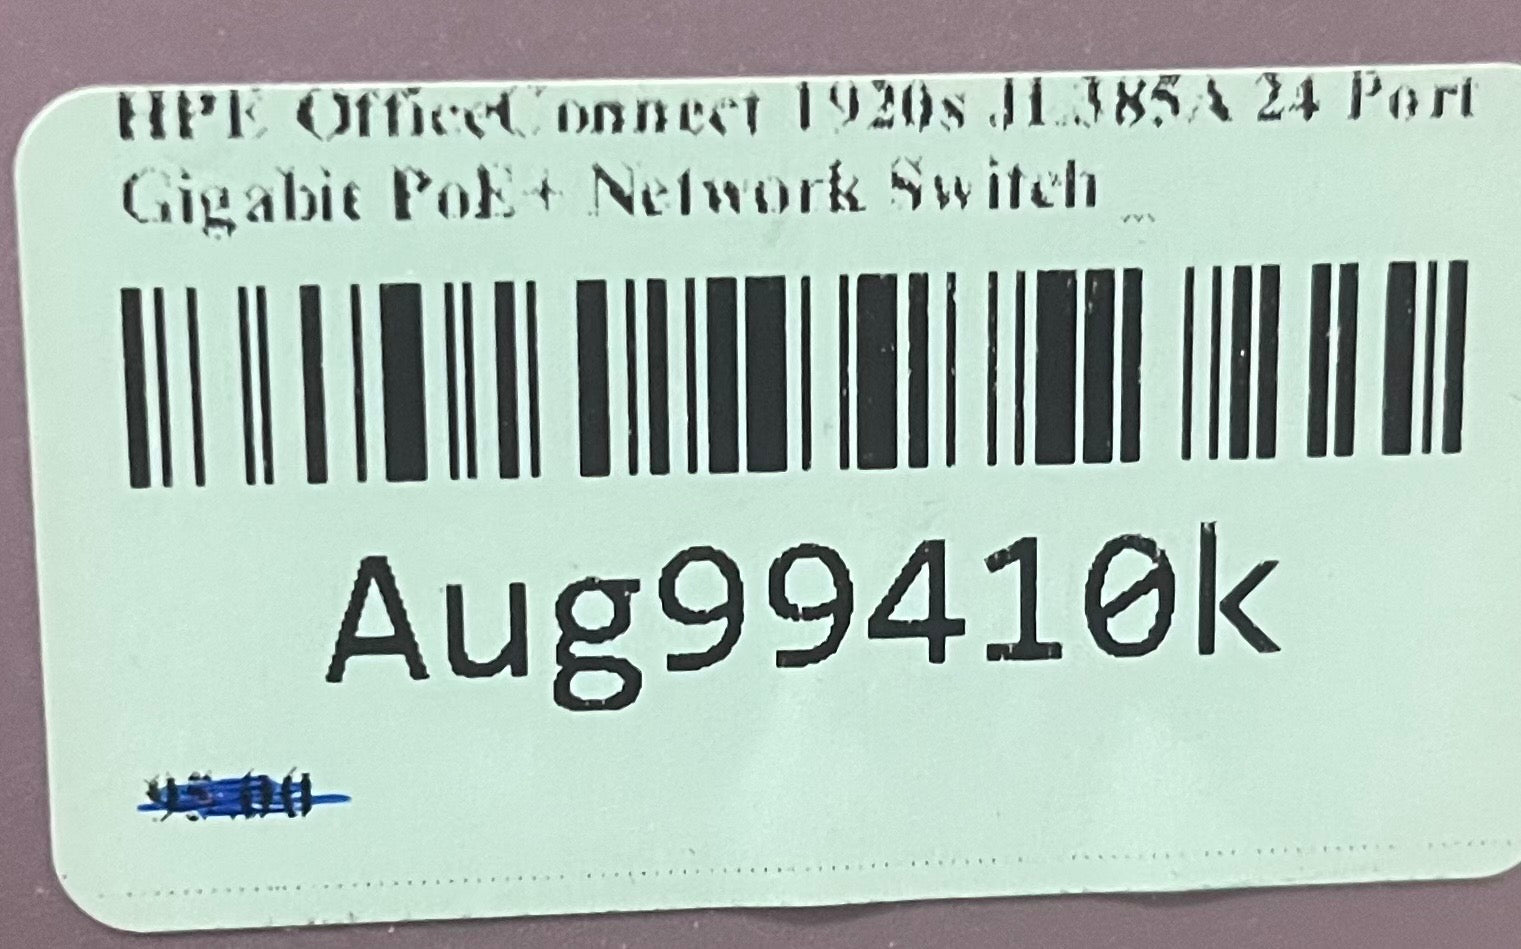 HPE OfficeConnect 1920s JL385A 24 Port
Gigabit PoE+ Network Switch
Aug99410k